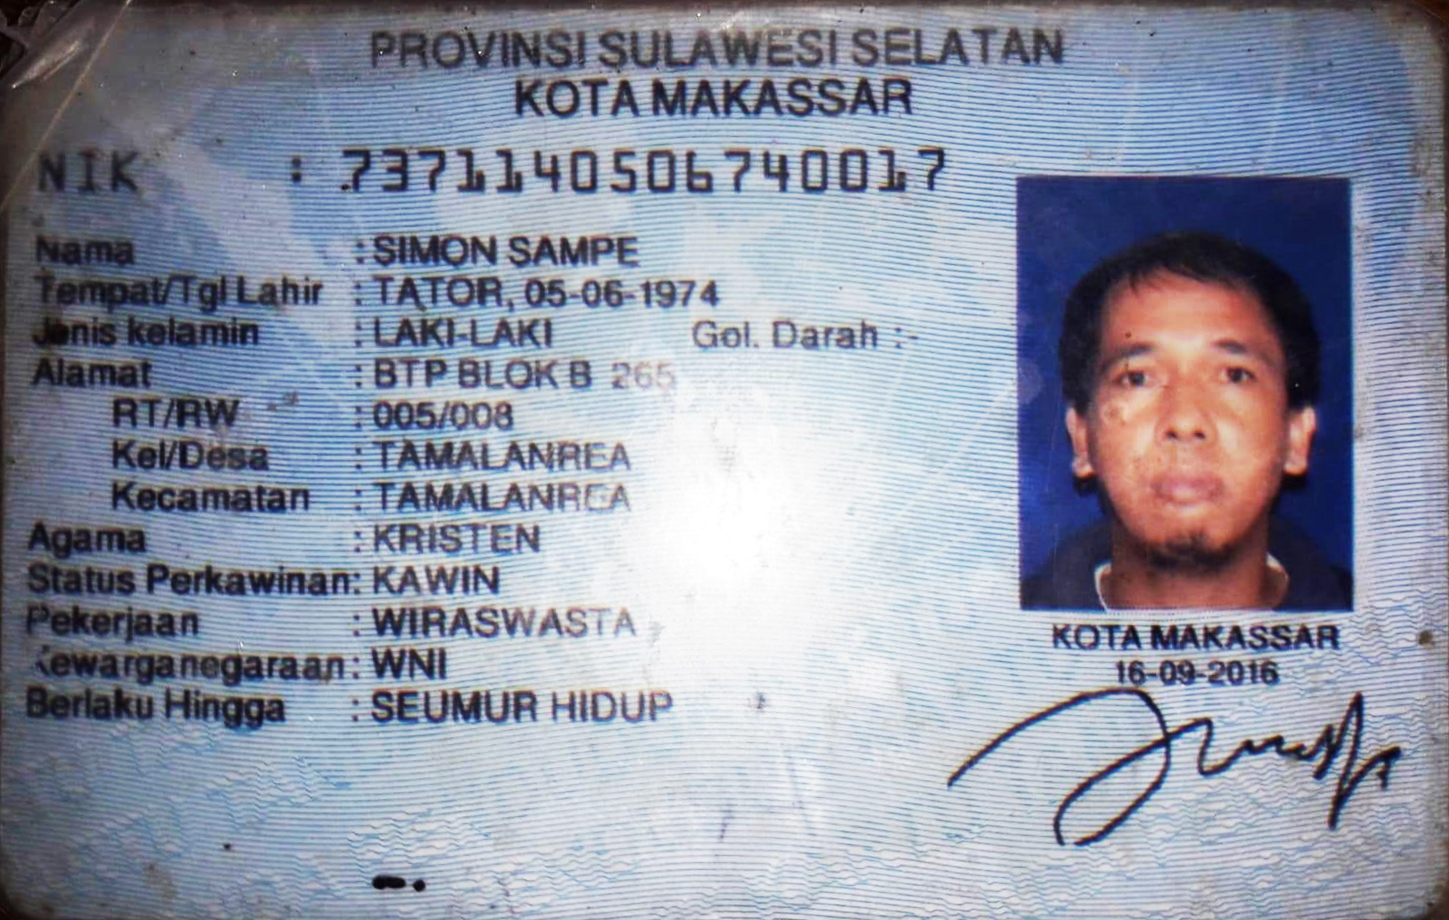 PROVINSI SULAWESI SELATAN
KOTA MAKASSAR
NIK : 7371140506740017
Nama : SIMON SAMPE
Tempat/Tgl Lahir : TATOR, 05-06-1974
Jenis kelamin : LAKI-LAKI Gol. Darah :-
Alamat : BTP BLOK B 265
RT/RW : 005/008
Kel/Desa : TAMALANREA
Kecamatan : TAMALANREA
Agama : KRISTEN
Status Perkawinan: KAWIN
Pekerjaan : WIRASWASTA
Kewarganegaraan: WNI
Berlaku Hingga : SEUMUR HIDUP
KOTA MAKASSAR
16-09-2016